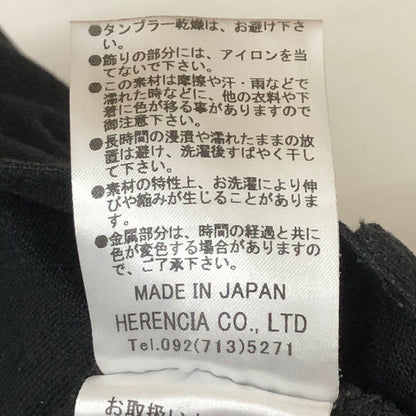 ●タンブラー乾燥は、お避け下さ
い。
●飾りの部分には、アイロンを当
てないで下さい。
●この素材は摩擦や汗・雨などで
濡れた時などに、他の衣料や下
着に色が移る事がありますので
御注意下さい。
●長時間の浸漬や濡れたままの放
置は避け、洗濯後すばやく干し
て下さい。
●素材の特性上、お洗濯により伸
びや縮みが生じることがありま
す。
●金属部分は、時間の経過と共に
色が変色する場合がありますの
で、ご了承下さい。
MADE IN JAPAN
HERENCIA CO., LTD
Tel.092(713)5271
お取扱い